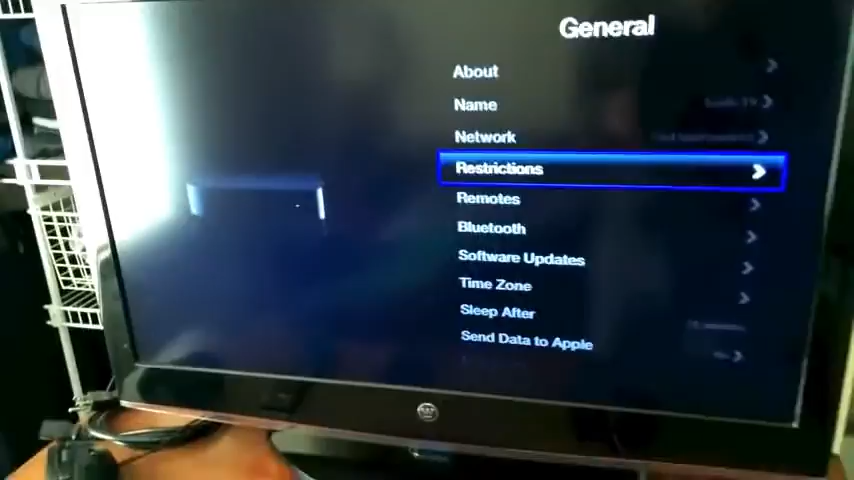 General
About
Name
Network
Restrictions
Remotes
Bluetooth
Software Updates
Time Zone
Sleep After
Send Data to Apple